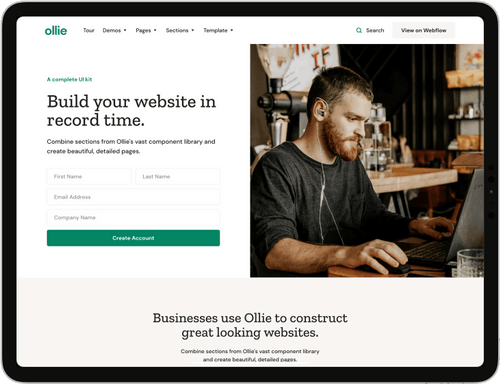 ollie Tour Demos Pages Sections Template Search View on Webflow
A complete UI kit
Build your website in
record time.
Combine sections from Ollie's vast component library and
create beautiful, detailed pages.
First Name Last Name
Email Address
Company Name
Create Account
Businesses use Ollie to construct
great looking websites.
Combine sections from Ollie's vast component library
and create beautiful, detailed pages.